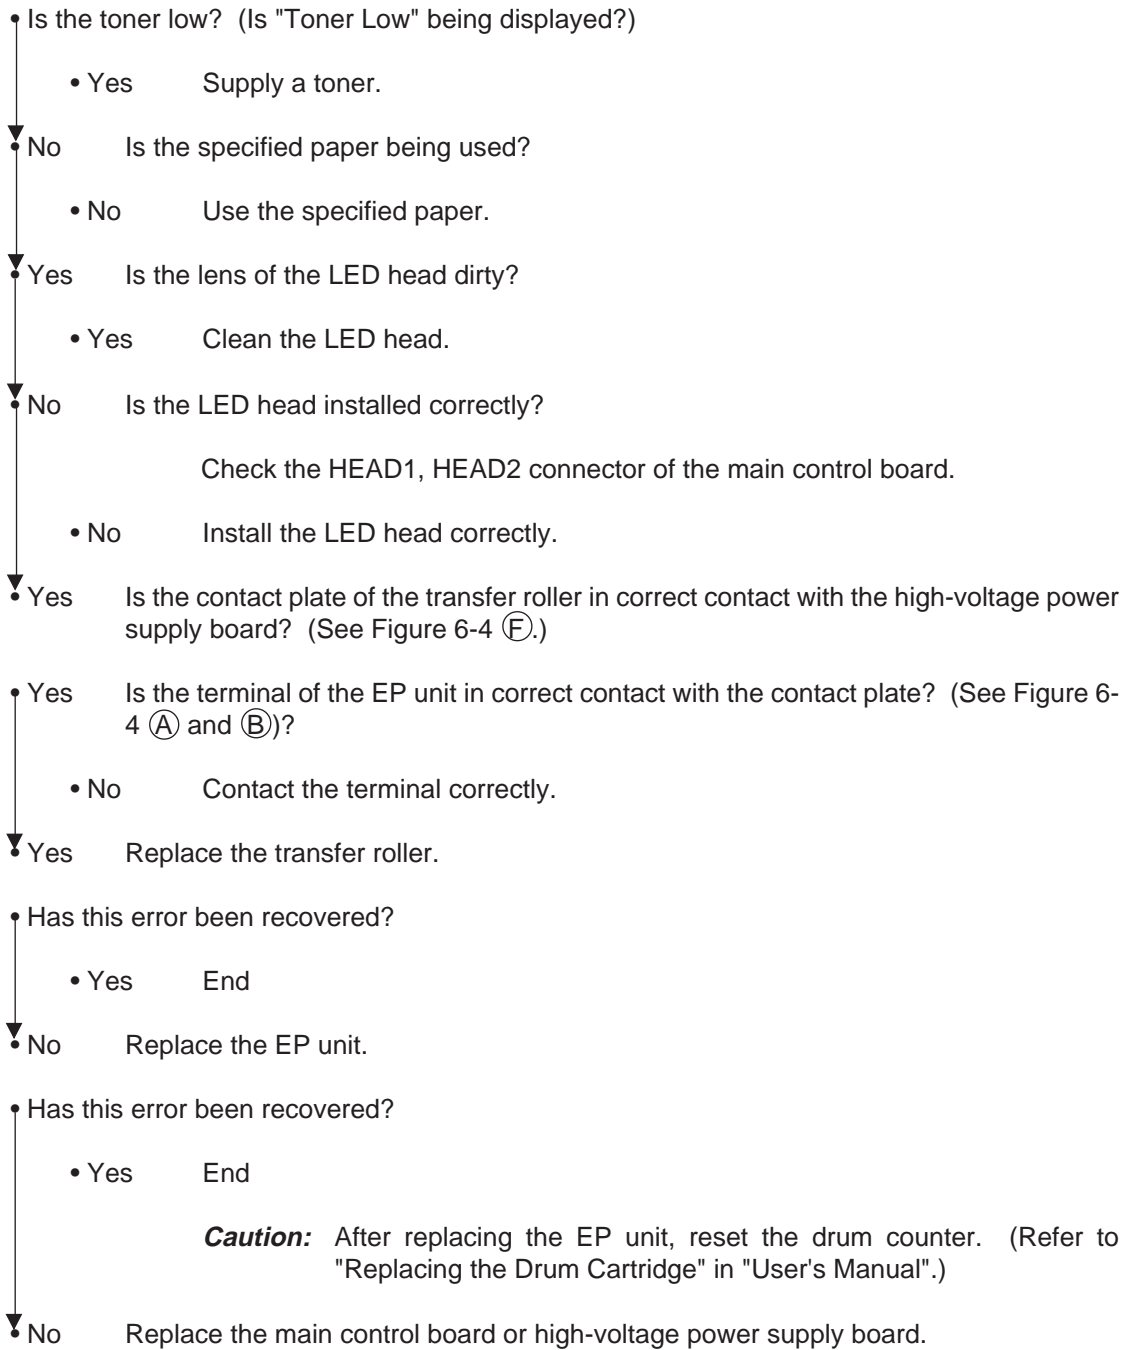 • Is the toner low? (Is "Toner Low" being displayed?)
• Yes Supply a toner.
• No Is the specified paper being used?
• No Use the specified paper.
• Yes Is the lens of the LED head dirty?
• Yes Clean the LED head.
• No Is the LED head installed correctly?
Check the HEAD1, HEAD2 connector of the main control board.
• No Install the LED head correctly.
• Yes Is the contact plate of the transfer roller in correct contact with the high-voltage power
supply board? (See Figure 6-4 Ⓕ.)
• Yes Is the terminal of the EP unit in correct contact with the contact plate? (See Figure 6-
4 Ⓐ and Ⓑ)?
• No Contact the terminal correctly.
• Yes Replace the transfer roller.
• Has this error been recovered?
• Yes End
• No Replace the EP unit.
• Has this error been recovered?
• Yes End
Caution: After replacing the EP unit, reset the drum counter. (Refer to
"Replacing the Drum Cartridge" in "User's Manual".)
• No Replace the main control board or high-voltage power supply board.